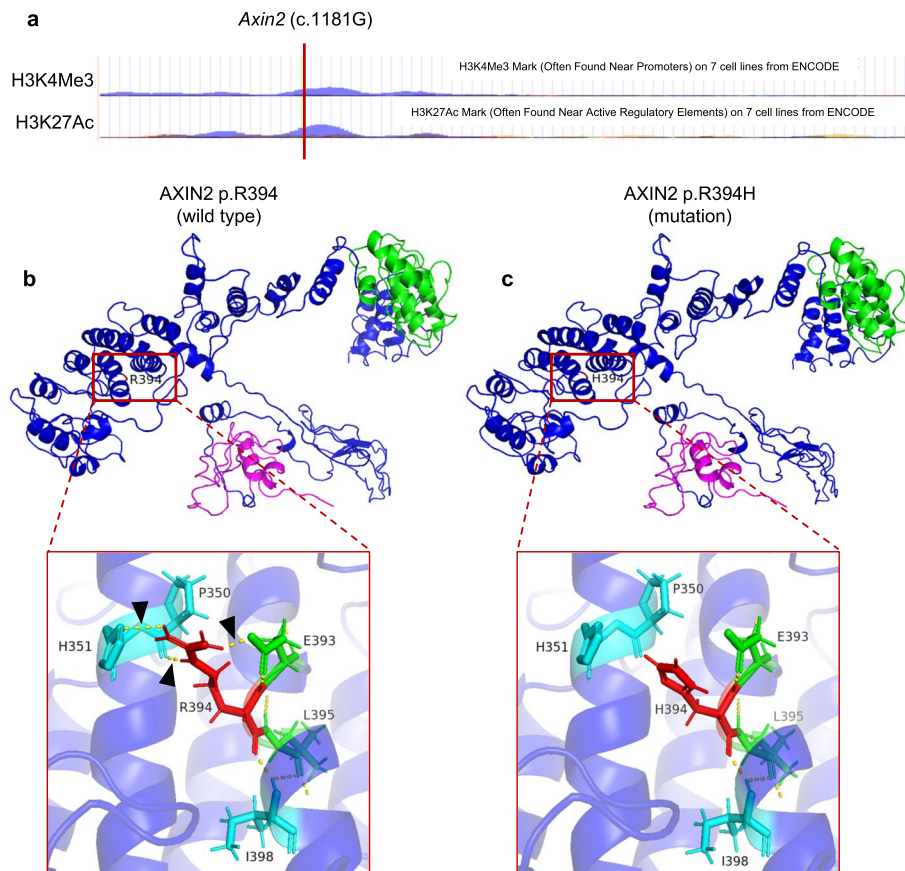 a
Axin2 (c.1181G)
H3K4Me3
H3K4Me3 Mark (Often Found Near Promoters) on 7 cell lines from ENCODE
H3K27Ac
H3K27Ac Mark (Often Found Near Active Regulatory Elements) on 7 cell lines from ENCODE
AXIN2 p.R394
(wild type)
AXIN2 p.R394H
(mutation)
b
c
R394
H394
P350
H351
E393
R394
L395
I398
P350
H351
E393
H394
L395
I398